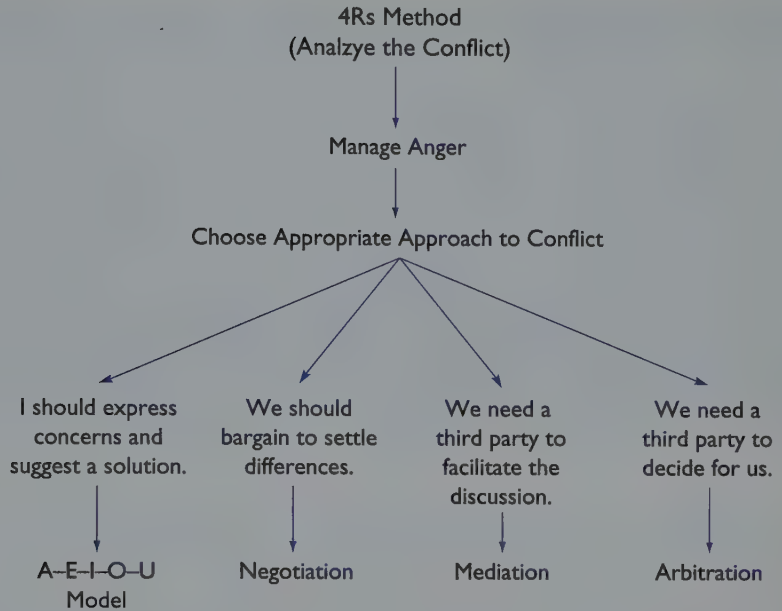 4Rs Method
(Analzye the Conflict)
Manage Anger
Choose Appropriate Approach to Conflict
I should express
concerns and
suggest a solution.
We should
bargain to settle
differences.
We need a
third party to
facilitate the
discussion.
We need a
third party to
decide for us.
A–E–I–O–U
Model
Negotiation
Mediation
Arbitration